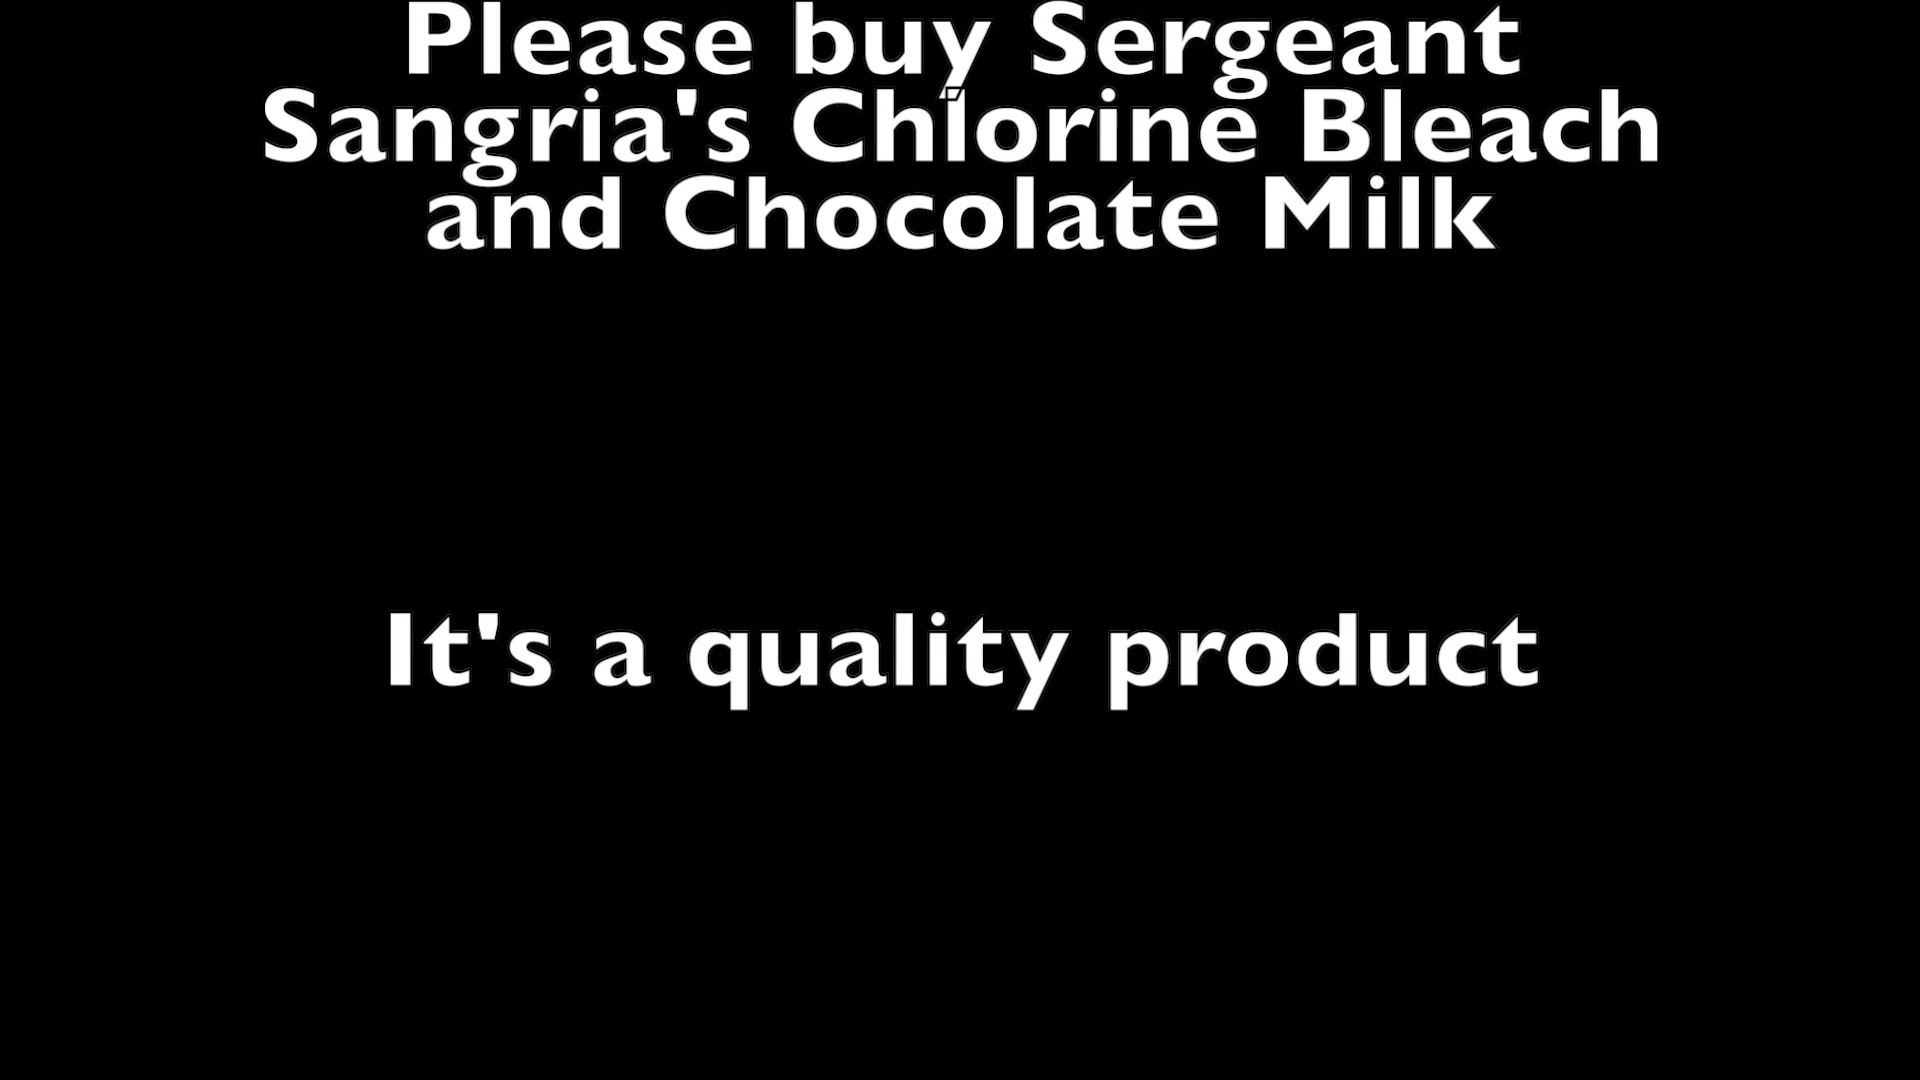 Please buy Sergeant
Sangria's Chlorine Bleach
and Chocolate Milk
It's a quality product